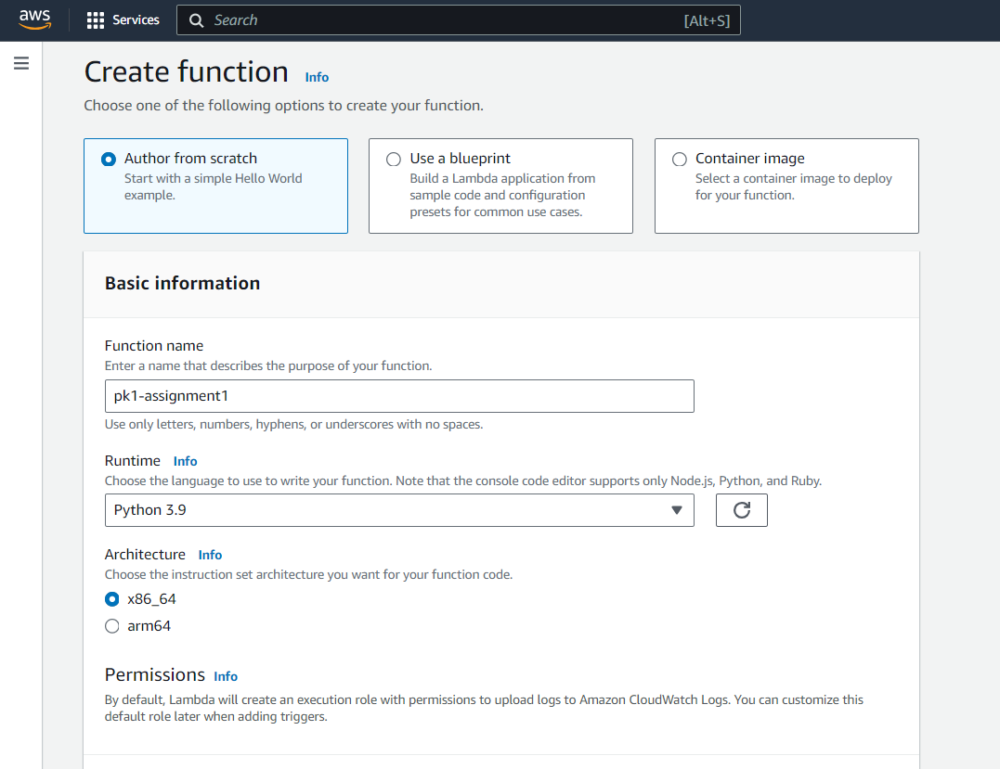 aws Services Search [Alt+S]
Create function Info
Choose one of the following options to create your function.
Author from scratch
Start with a simple Hello World
example.
Use a blueprint
Build a Lambda application from
sample code and configuration
presets for common use cases.
Container image
Select a container image to deploy
for your function.
Basic information
Function name
Enter a name that describes the purpose of your function.
pk1-assignment1
Use only letters, numbers, hyphens, or underscores with no spaces.
Runtime Info
Choose the language to use to write your function. Note that the console code editor supports only Node.js, Python, and Ruby.
Python 3.9
Architecture Info
Choose the instruction set architecture you want for your function code.
x86_64
arm64
Permissions Info
By default, Lambda will create an execution role with permissions to upload logs to Amazon CloudWatch Logs. You can customize this
default role later when adding triggers.